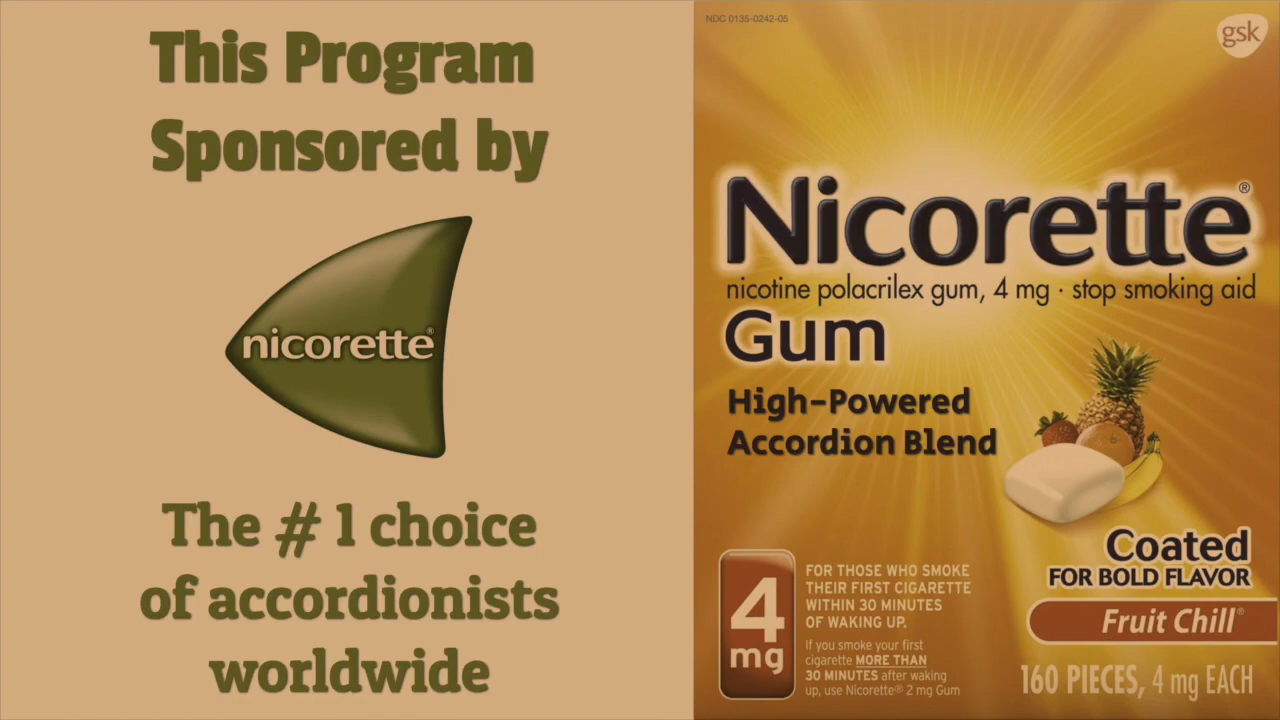 This Program
Sponsored by
nicorette®
The # 1 choice
of accordionists
worldwide
NDC 0135-0242-05
gsk
Nicorette®
nicotine polacrilex gum, 4 mg · stop smoking aid
Gum
High-Powered
Accordion Blend
Coated
FOR BOLD FLAVOR
Fruit Chill®
160 PIECES, 4 mg EACH
4
mg
FOR THOSE WHO SMOKE
THEIR FIRST CIGARETTE
WITHIN 30 MINUTES
OF WAKING UP.
If you smoke your first
cigarette MORE THAN
30 MINUTES after waking
up, use Nicorette® 2 mg Gum